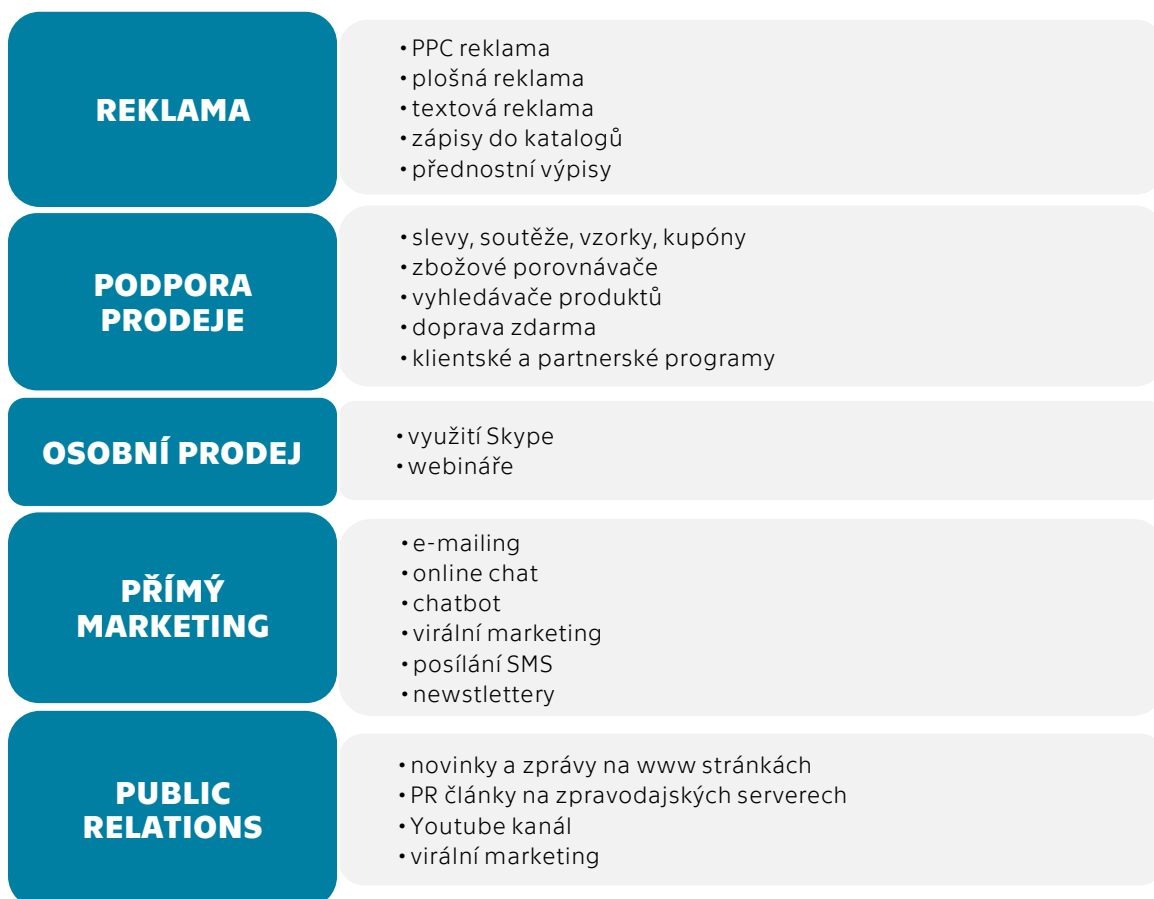 REKLAMA
• PPC reklama
• plošná reklama
• textová reklama
• zápisy do katalogů
• přednostní výpisy
PODPORA
PRODEJE
• slevy, soutěže, vzorky, kupóny
• zbožové porovnávače
• vyhledávače produktů
• doprava zdarma
• klientské a partnerské programy
OSOBNÍ PRODEJ
• využití Skype
• webináře
PŘÍMÝ
MARKETING
• e-mailing
• online chat
• chatbot
• virální marketing
• posílání SMS
• newstlettery
PUBLIC
RELATIONS
• novinky a zprávy na www stránkách
• PR články na zpravodajských serverech
• Youtube kanál
• virální marketing